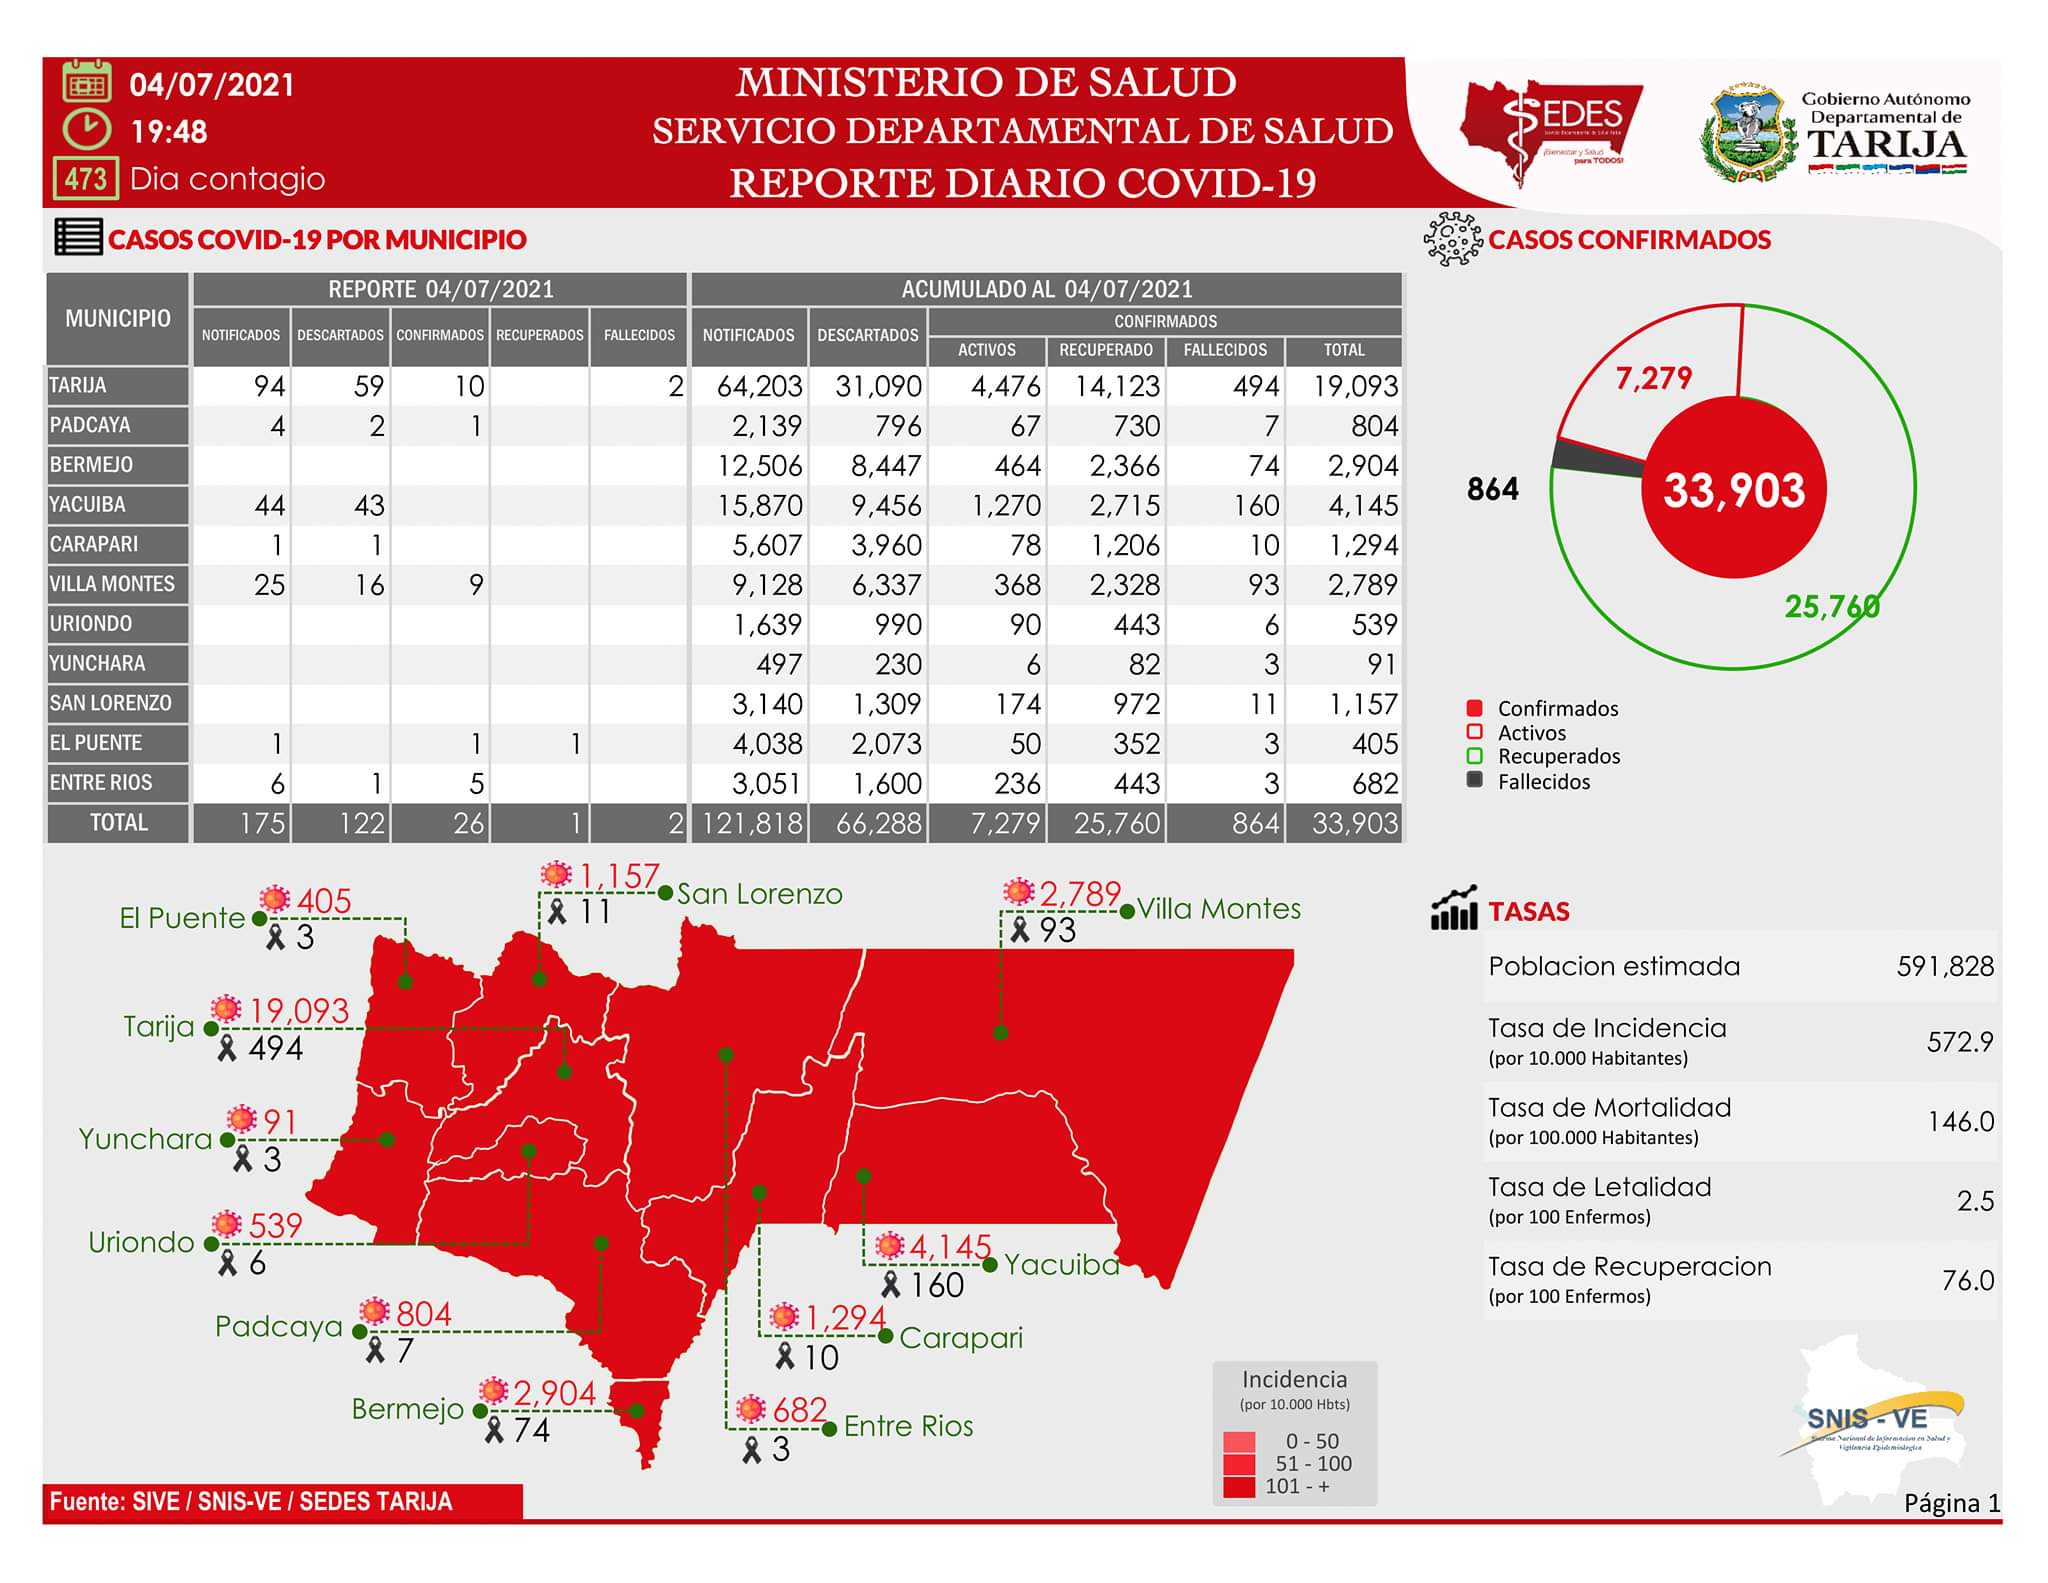 04/07/2021
19:48
473 Dia contagio
MINISTERIO DE SALUD
SERVICIO DEPARTAMENTAL DE SALUD
REPORTE DIARIO COVID-19
SEDES
¡Bienestar y Salud
para TODOS!
Gobierno Autónomo
Departamental de
TARIJA
CASOS COVID-19 POR MUNICIPIO
MUNICIPIO REPORTE 04/07/2021 ACUMULADO AL 04/07/2021
NOTIFICADOS DESCARTADOS CONFIRMADOS RECUPERADOS FALLECIDOS NOTIFICADOS DESCARTADOS CONFIRMADOS
ACTIVOS RECUPERADO FALLECIDOS TOTAL
TARIJA 94 59 10 2 64,203 31,090 4,476 14,123 494 19,093
PADCAYA 4 2 1 2,139 796 67 730 7 804
BERMEJO 12,506 8,447 464 2,366 74 2,904
YACUIBA 44 43 15,870 9,456 1,270 2,715 160 4,145
CARAPARI 1 1 5,607 3,960 78 1,206 10 1,294
VILLA MONTES 25 16 9 9,128 6,337 368 2,328 93 2,789
URIONDO 1,639 990 90 443 6 539
YUNCHARA 497 230 6 82 3 91
SAN LORENZO 3,140 1,309 174 972 11 1,157
EL PUENTE 1 1 1 4,038 2,073 50 352 3 405
ENTRE RIOS 6 1 5 3,051 1,600 236 443 3 682
TOTAL 175 122 26 1 2 121,818 66,288 7,279 25,760 864 33,903
CASOS CONFIRMADOS
7,279
864
33,903
25,760
Confirmados
Activos
Recuperados
Fallecidos
El Puente 405
3
1,157 San Lorenzo
11
2,789 Villa Montes
93
Tarija 19,093
494
Yunchara 91
3
Uriondo 539
6
Padcaya 804
7
Bermejo 2,904
74
4,145 Yacuiba
160
1,294 Carapari
10
682 Entre Rios
3
Incidencia
(por 10.000 Hbts)
0 - 50
51 - 100
101 - +
TASAS
Poblacion estimada 591,828
Tasa de Incidencia 572.9
(por 10.000 Habitantes)
Tasa de Mortalidad 146.0
(por 100.000 Habitantes)
Tasa de Letalidad 2.5
(por 100 Enfermos)
Tasa de Recuperacion 76.0
(por 100 Enfermos)
SNIS - VE
Sistema Nacional de Información en Salud y
Vigilancia Epidemiológica
Fuente: SIVE / SNIS-VE / SEDES TARIJA
Página 1